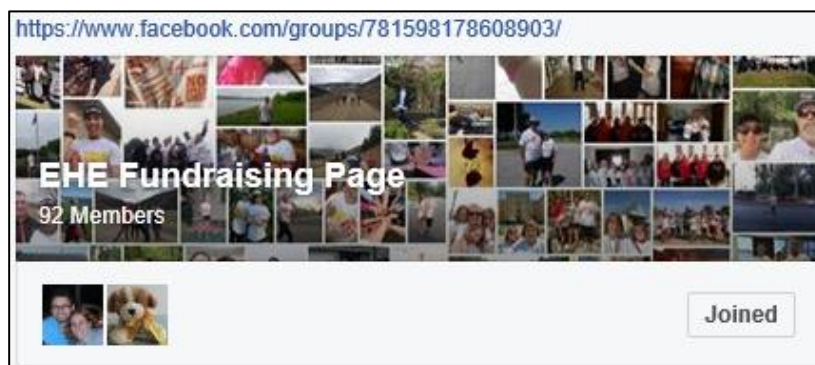 https://www.facebook.com/groups/781598178608903/
EHE Fundraising Page
92 Members
Joined